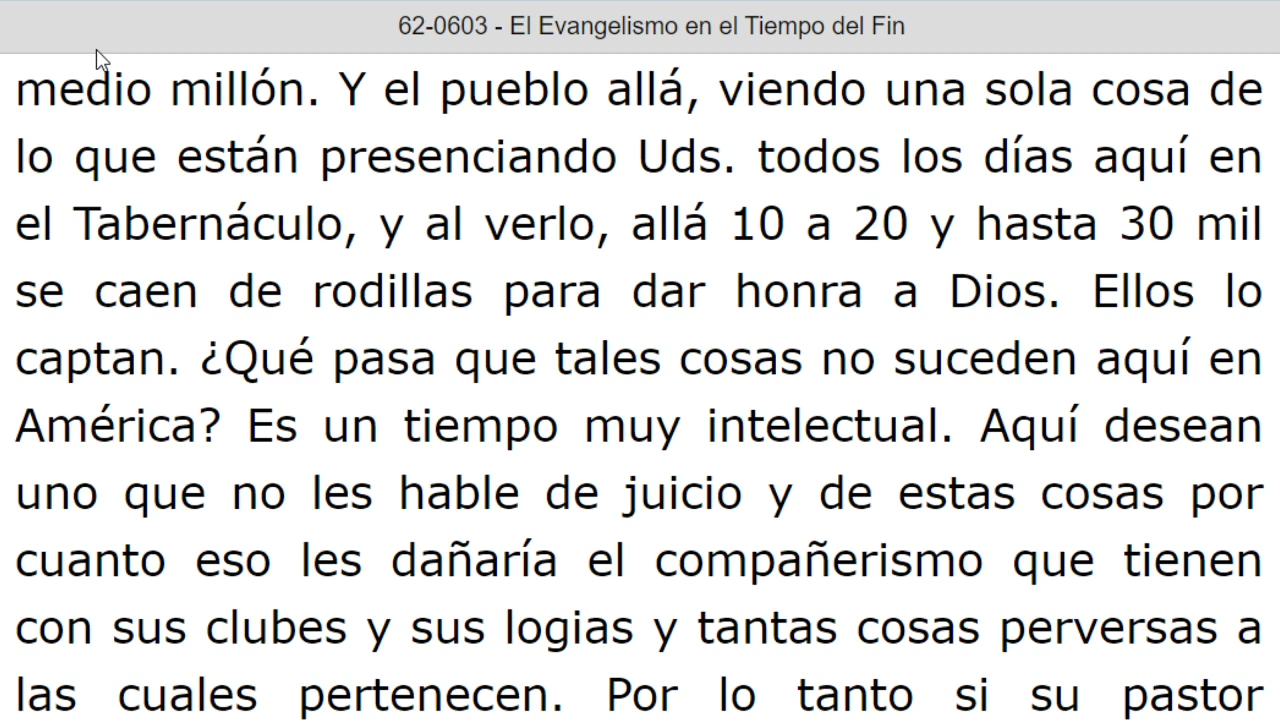 62-0603 - El Evangelismo en el Tiempo del Fin
medio millón. Y el pueblo allá, viendo una sola cosa de
lo que están presenciando Uds. todos los días aquí en
el Tabernáculo, y al verlo, allá 10 a 20 y hasta 30 mil
se caen de rodillas para dar honra a Dios. Ellos lo
captan. ¿Qué pasa que tales cosas no suceden aquí en
América? Es un tiempo muy intelectual. Aquí desean
uno que no les hable de juicio y de estas cosas por
cuanto eso les dañaría el compañerismo que tienen
con sus clubes y sus logias y tantas cosas perversas a
las cuales pertenecen. Por lo tanto si su pastor